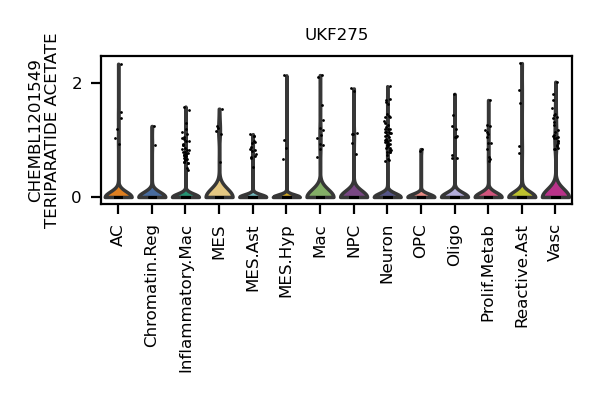 UKF275
CHEMBL1201549
TERIPARATIDE ACETATE
2
0
AC
Chromatin.Reg
Inflammatory.Mac
MES
MES.Ast
MES.Hyp
Mac
NPC
Neuron
OPC
Oligo
Prolif.Metab
Reactive.Ast
Vasc